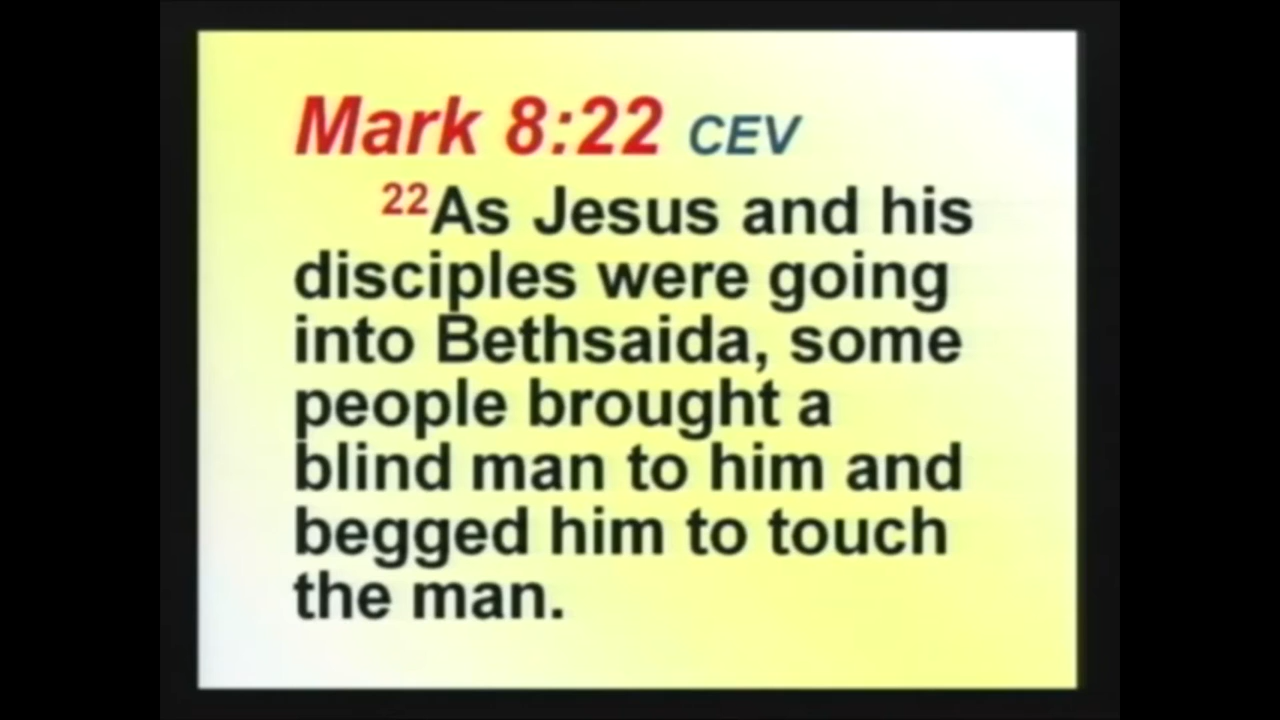 Mark 8:22 CEV
22As Jesus and his
disciples were going
into Bethsaida, some
people brought a
blind man to him and
begged him to touch
the man.